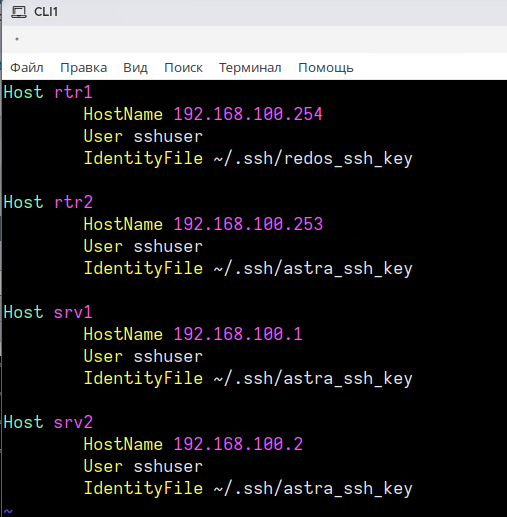 CLI1
Файл Правка Вид Поиск Терминал Помощь
Host rtr1
HostName 192.168.100.254
User sshuser
IdentityFile ~/.ssh/redos_ssh_key
Host rtr2
HostName 192.168.100.253
User sshuser
IdentityFile ~/.ssh/astra_ssh_key
Host srv1
HostName 192.168.100.1
User sshuser
IdentityFile ~/.ssh/astra_ssh_key
Host srv2
HostName 192.168.100.2
User sshuser
IdentityFile ~/.ssh/astra_ssh_key
~